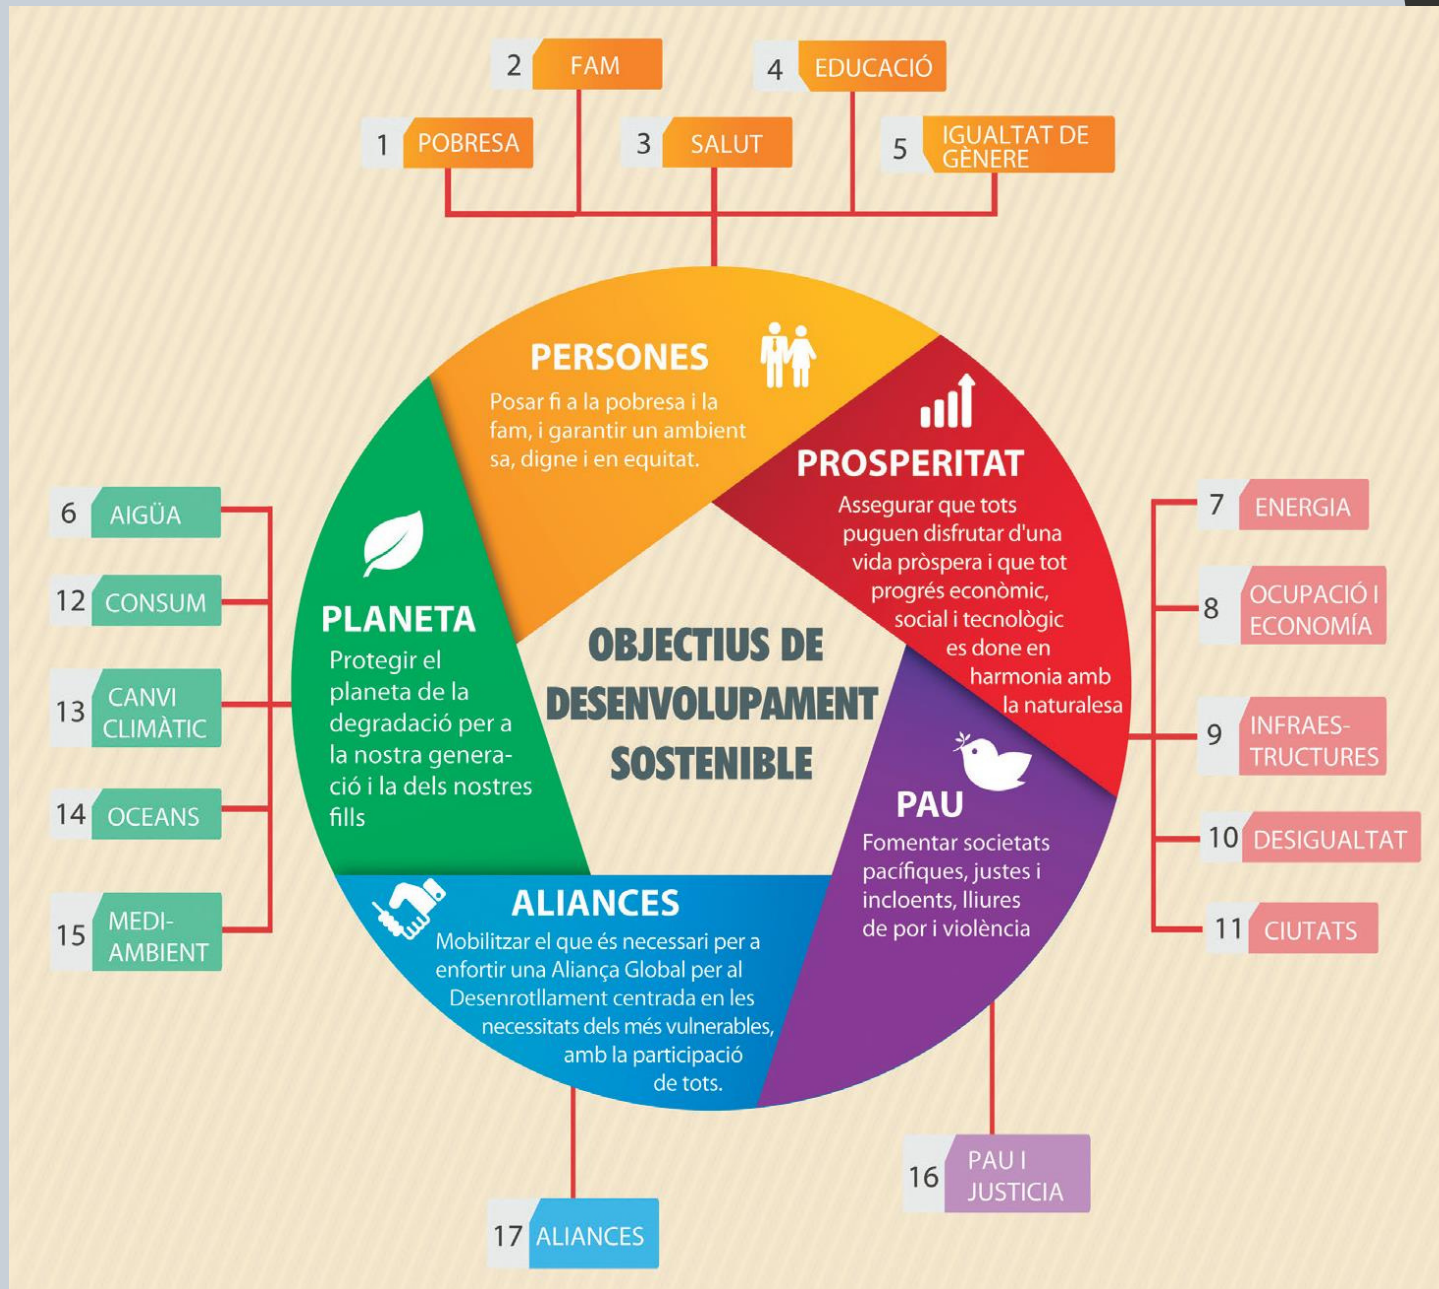 2 FAM
4 EDUCACIÓ
1 POBRESA
3 SALUT
5 IGUALTAT DE
GÈNERE
PERSONES
Posar fi a la pobresa i la
fam, i garantir un ambient
sa, digne i en equitat.
PROSPERITAT
Assegurar que tots
puguen disfrutar d'una
vida pròspera i que tot
progrés econòmic,
social i tecnològic
es done en
harmonia amb
la naturalesa
6 AIGÜA
12 CONSUM
13 CANVI
CLIMÀTIC
14 OCEANS
15 MEDI-
AMBIENT
PLANETA
Protegir el
planeta de la
degradació per a
la nostra genera-
ció i la dels nostres
fills
OBJECTIUS DE
DESENVOLUPAMENT
SOSTENIBLE
7 ENERGIA
8 OCUPACIÓ I
ECONOMÍA
9 INFRAES-
TRUCTURES
10 DESIGUALTAT
11 CIUTATS
PAU
Fomentar societats
pacífiques, justes i
incloents, lliures
de por i violència
ALIANCES
Mobilitzar el que és necessari per a
enfortir una Aliança Global per al
Desenrotllament centrada en les
necessitats dels més vulnerables,
amb la participació
de tots.
16 PAU I
JUSTICIA
17 ALIANCES